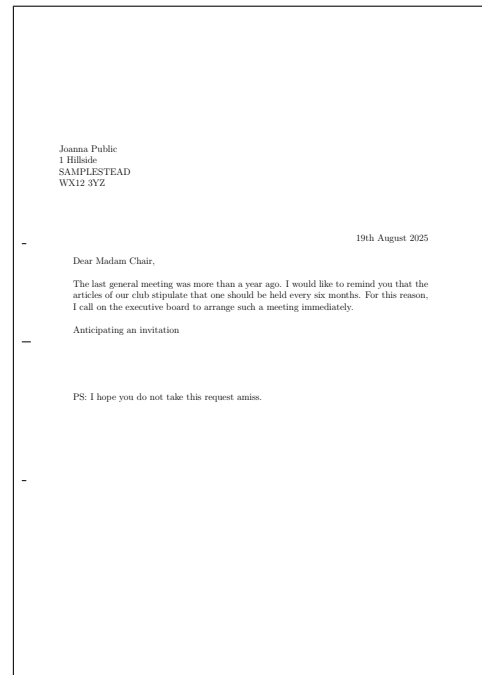 Joanna Public
1 Hillside
SAMPLESTEAD
WX12 3YZ
19th August 2025
Dear Madam Chair,
The last general meeting was more than a year ago. I would like to remind you that the
articles of our club stipulate that one should be held every six months. For this reason,
I call on the executive board to arrange such a meeting immediately.
Anticipating an invitation
PS: I hope you do not take this request amiss.